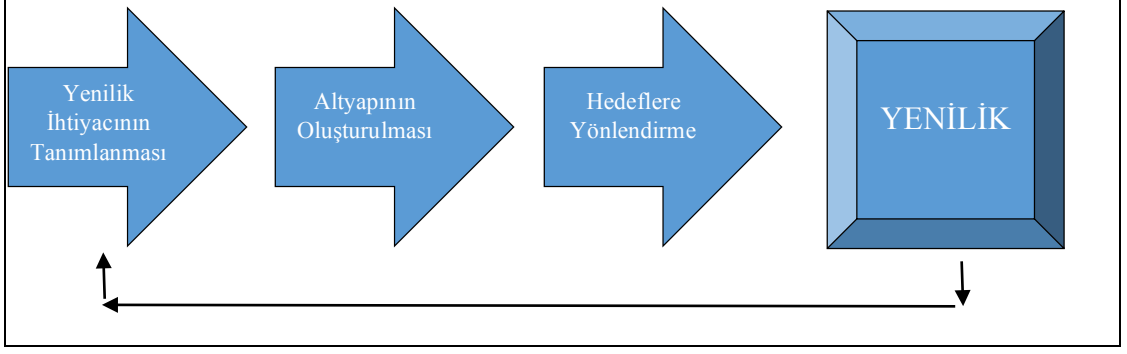 Yenilik
İhtiyacının
Tanımlanması
Altyapının
Oluşturulması
Hedeflere
Yönlendirme
YENİLİK